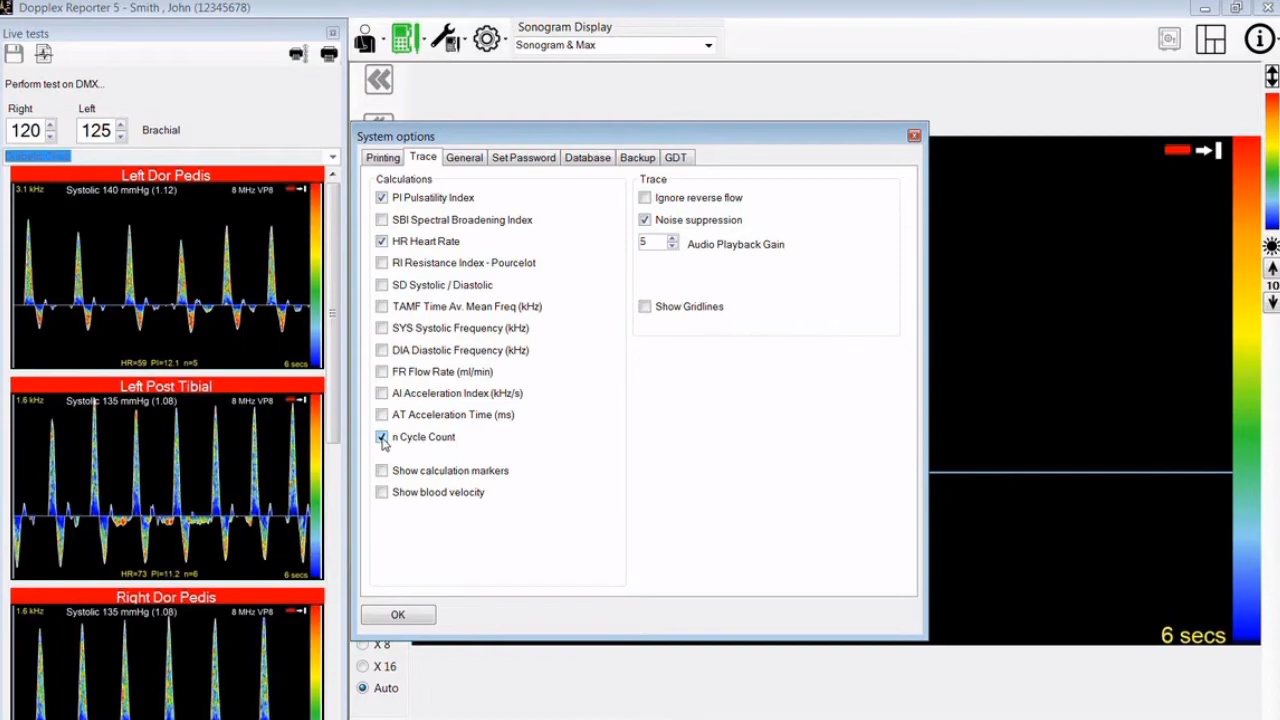 Dopplex Reporter 5 - Smith , John (12345678)
Live tests
Perform test on DMX...
Right Left
120 125 Brachial
Left Dor Pedis
3.1 kHz Systolic 140 mmHg (1.12) 8 MHz VP8
HR=59 PI=12.1 n=5 6 secs
Left Post Tibial
1.6 kHz Systolic 135 mmHg (1.08) 8 MHz VP8
HR=73 PI=11.2 n=6 6 secs
Right Dor Pedis
1.6 kHz Systolic 135 mmHg (1.08) 8 MHz VP8
Sonogram Display
Sonogram & Max
System options
Printing Trace General Set Password Database Backup GDT
Calculations
PI Pulsatility Index
SBI Spectral Broadening Index
HR Heart Rate
RI Resistance Index - Pourcelot
SD Systolic / Diastolic
TAMF Time Av. Mean Freq (kHz)
SYS Systolic Frequency (kHz)
DIA Diastolic Frequency (kHz)
FR Flow Rate (ml/min)
AI Acceleration Index (kHz/s)
AT Acceleration Time (ms)
n Cycle Count
Show calculation markers
Show blood velocity
Trace
Ignore reverse flow
Noise suppression
5 Audio Playback Gain
Show Gridlines
OK
X 8
X 16
Auto
6 secs
10